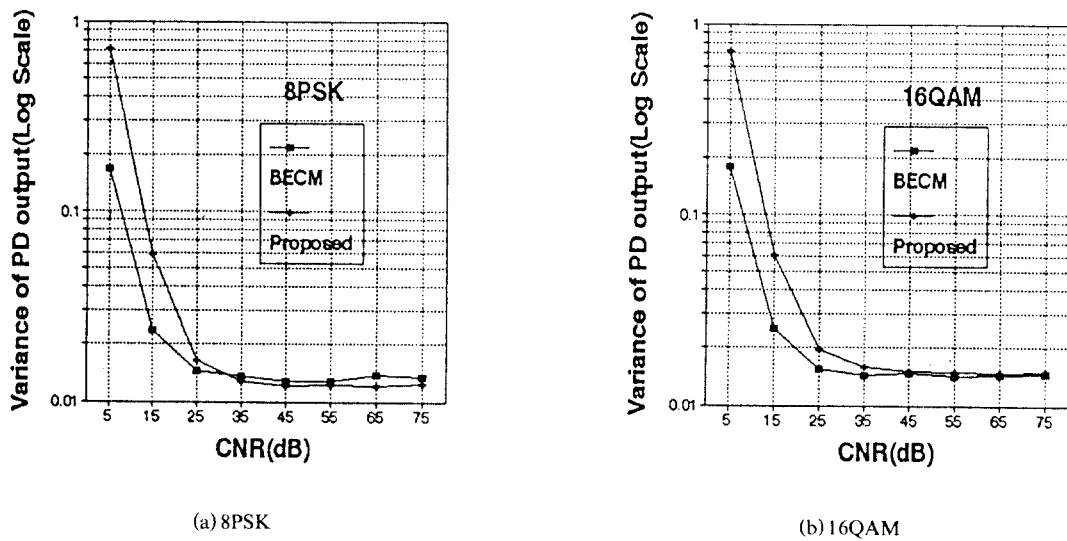 Variance of PD output(Log Scale)
1
0.1
0.01
8PSK
BECM
Proposed
5 15 25 35 45 55 65 75
CNR(dB)
(a) 8PSK
Variance of PD output(Log Scale)
1
0.1
0.01
16QAM
BECM
Proposed
5 15 25 35 45 55 65 75
CNR(dB)
(b) 16QAM